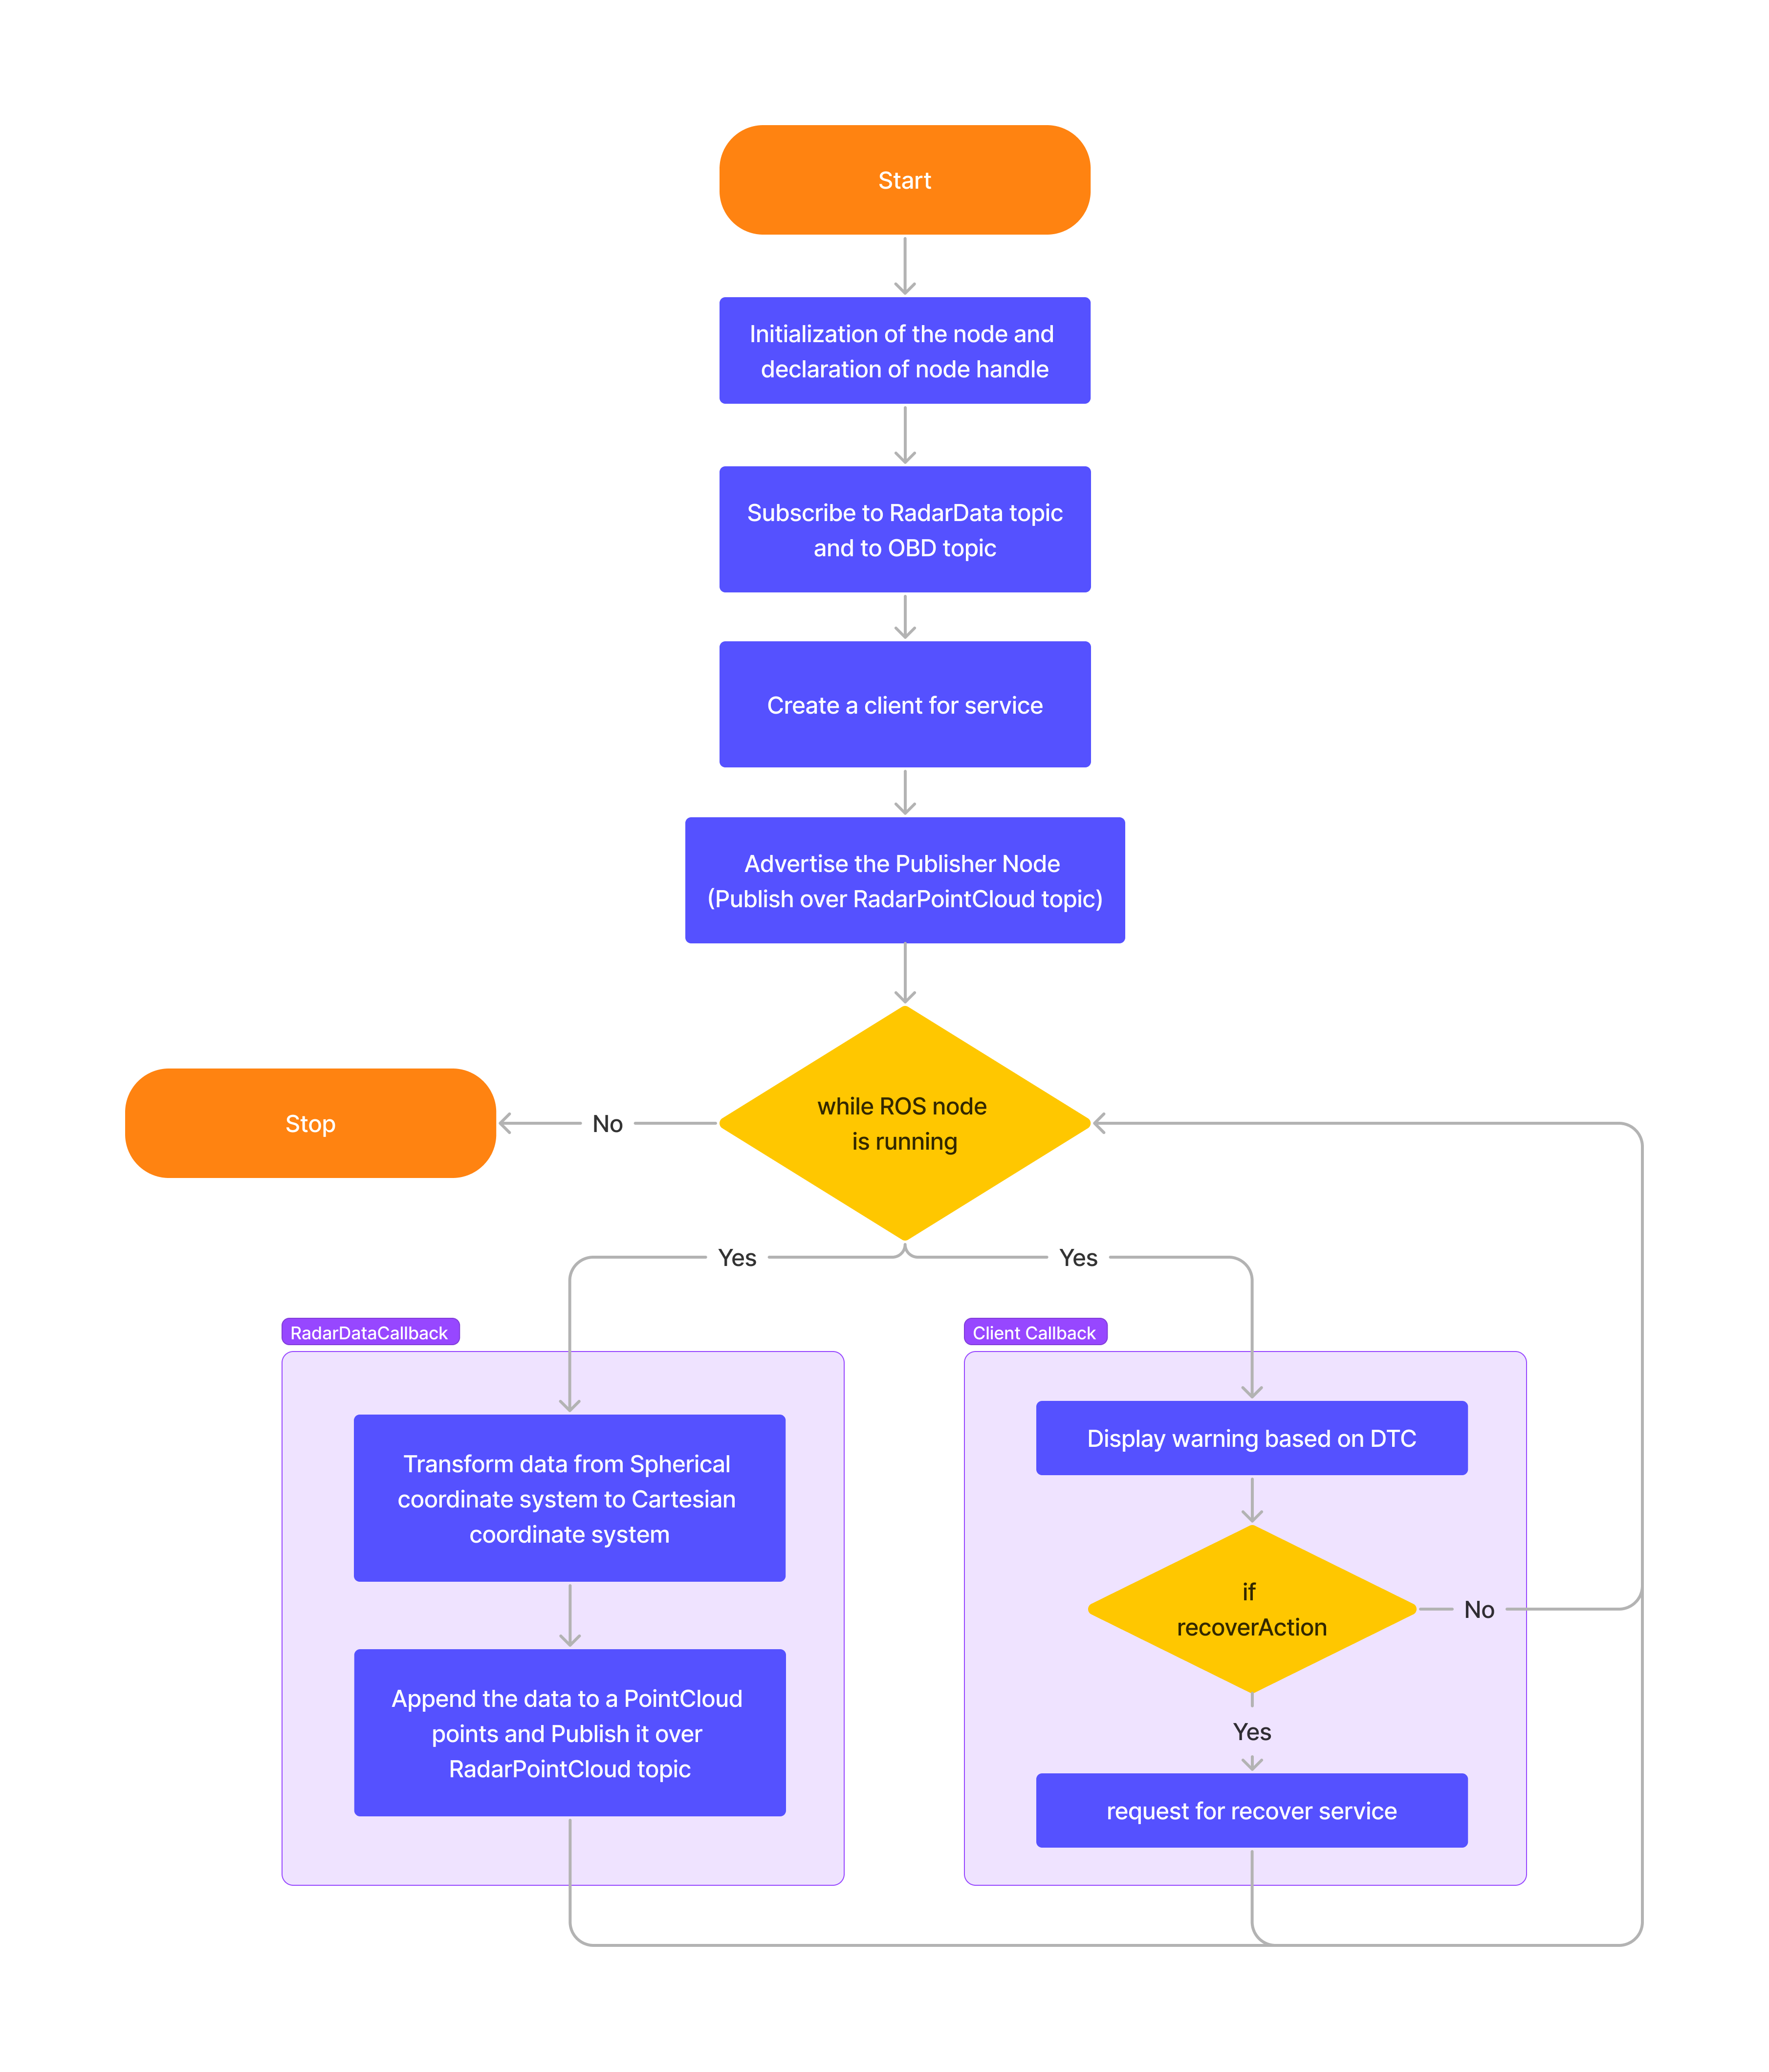 Start
Initialization of the node and
declaration of node handle
Subscribe to RadarData topic
and to OBD topic
Create a client for service
Advertise the Publisher Node
(Publish over RadarPointCloud topic)
while ROS node
is running
No
Stop
Yes
Yes
RadarDataCallback
Transform data from Spherical
coordinate system to Cartesian
coordinate system
Append the data to a PointCloud
points and Publish it over
RadarPointCloud topic
Client Callback
Display warning based on DTC
if
recoverAction
No
Yes
request for recover service